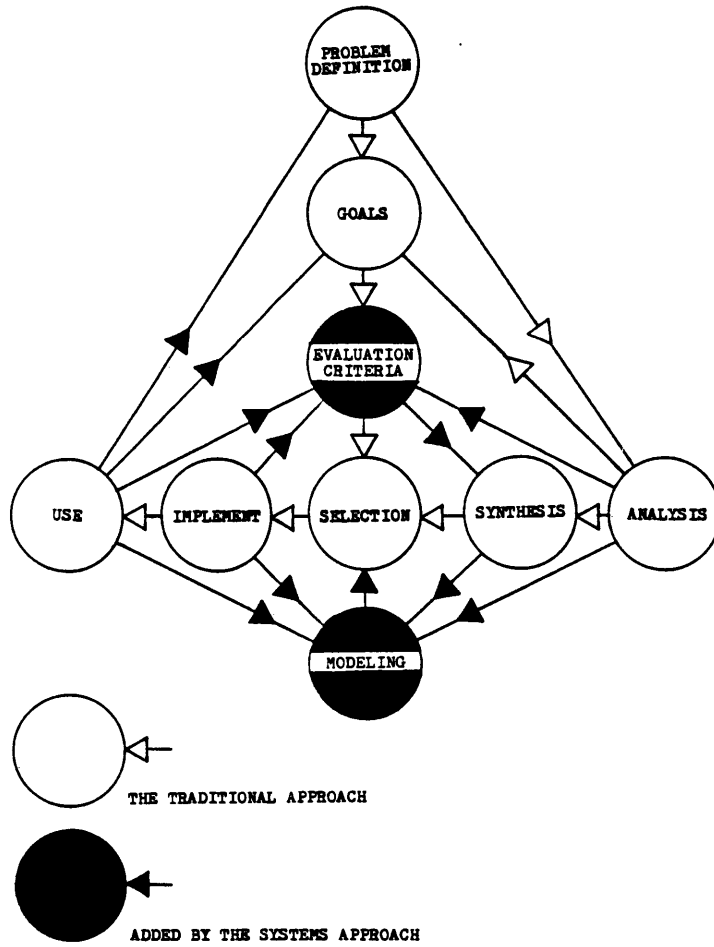 PROBLEM
DEFINITION
GOALS
EVALUATION
CRITERIA
USE
IMPLEMENT
SELECTION
SYNTHESIS
ANALYSIS
MODELING
THE TRADITIONAL APPROACH
ADDED BY THE SYSTEMS APPROACH